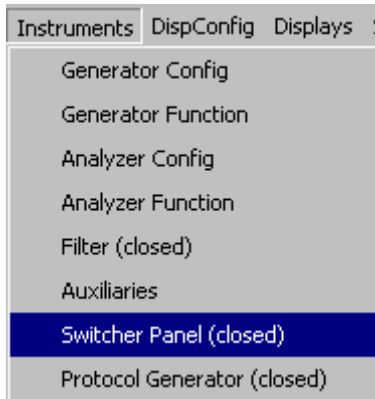 Instruments DispConfig Displays
Generator Config
Generator Function
Analyzer Config
Analyzer Function
Filter (closed)
Auxiliaries
Switcher Panel (closed)
Protocol Generator (closed)